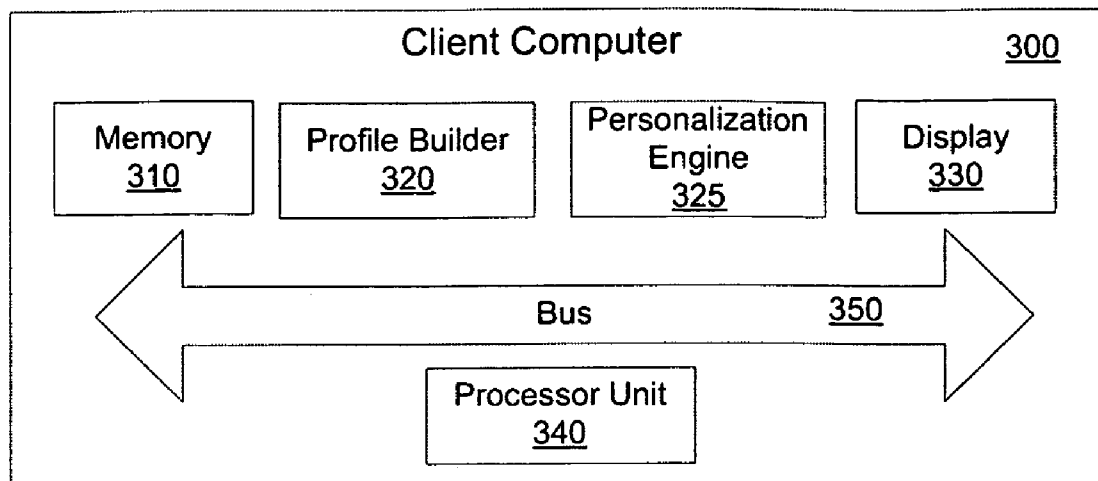 Client Computer
300
Memory
310
Profile Builder
320
Personalization
Engine
325
Display
330
Bus
350
Processor Unit
340